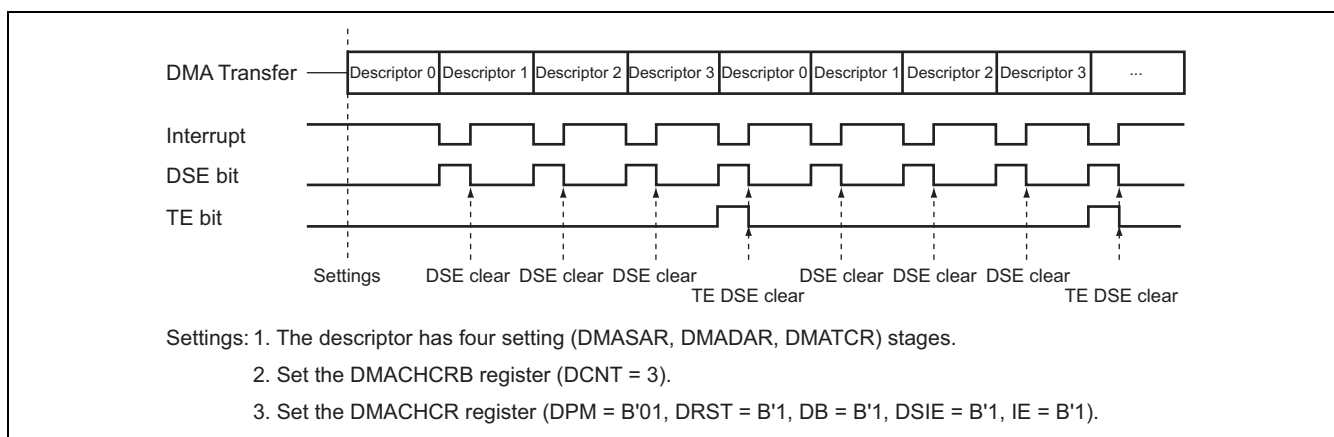 DMA Transfer Descriptor 0 Descriptor 1 Descriptor 2 Descriptor 3 Descriptor 0 Descriptor 1 Descriptor 2 Descriptor 3 ...
Interrupt
DSE bit
TE bit
Settings DSE clear DSE clear DSE clear DSE clear DSE clear DSE clear
TE DSE clear TE DSE clear
Settings: 1. The descriptor has four setting (DMASAR, DMADAR, DMATCR) stages.
2. Set the DMACHCRB register (DCNT = 3).
3. Set the DMACHCR register (DPM = B'01, DRST = B'1, DB = B'1, DSIE = B'1, IE = B'1).